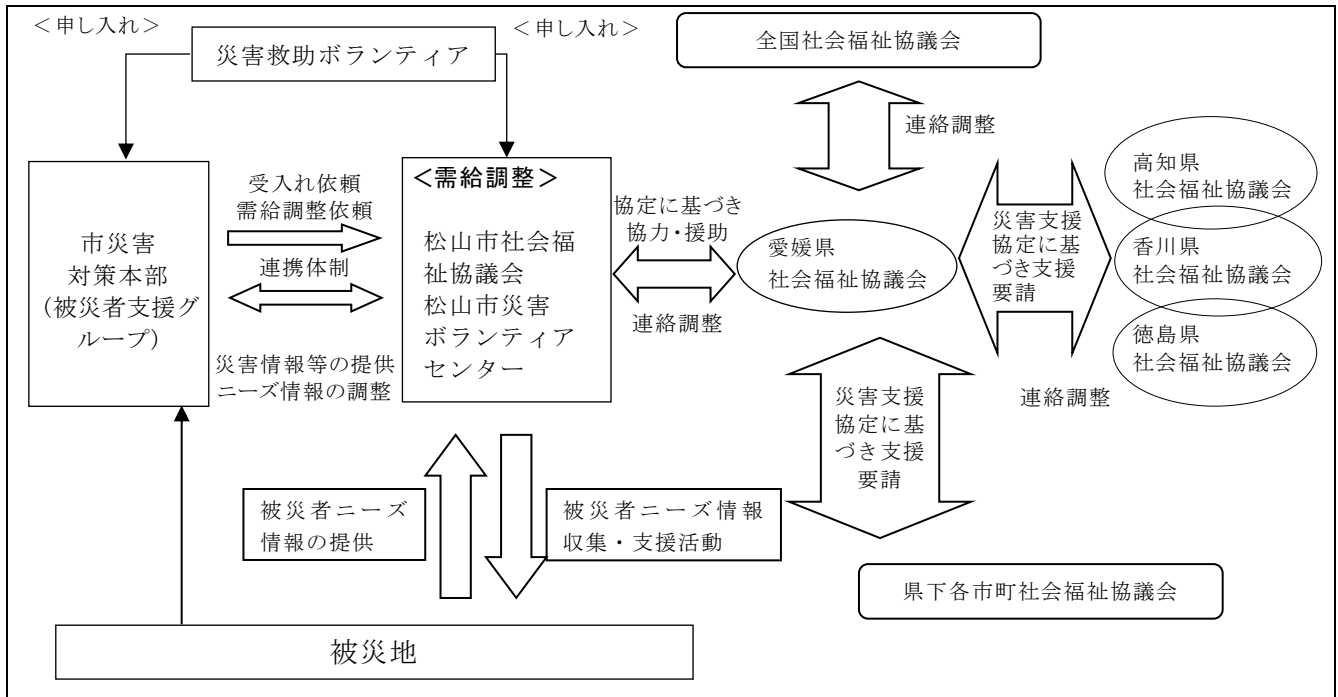 ＜申し入れ＞
災害救助ボランティア
＜申し入れ＞
全国社会福祉協議会
連絡調整
市災害
対策本部
(被災者支援グ
ループ)
受入れ依頼
需給調整依頼
連携体制
災害情報等の提供
ニーズ情報の調整
＜需給調整＞
松山市社会福
祉協議会
松山市災害
ボランティア
センター
協定に基づき
協力・援助
連絡調整
愛媛県
社会福祉協議会
災害支援
協定に基
づき支援
要請
連絡調整
高知県
社会福祉協議会
香川県
社会福祉協議会
徳島県
社会福祉協議会
災害支援
協定に基
づき支援
要請
被災者ニーズ
情報の提供
被災者ニーズ情報
収集・支援活動
県下各市町社会福祉協議会
被災地